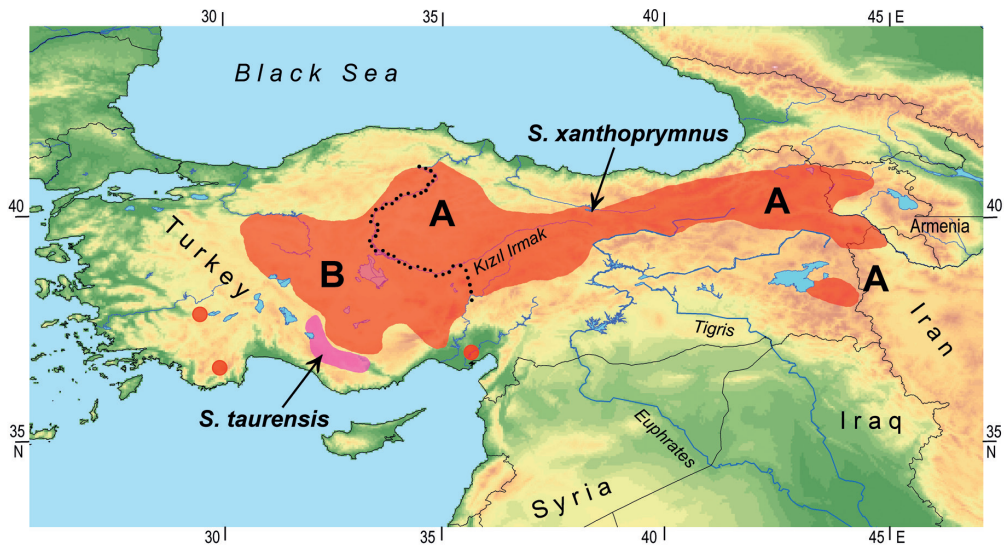 30 35 40 45 E
Black Sea
S. xanthoprymnus
40 A A 40
Turkey Kızıl Irmak Armenia
B A
Iran
Tigris
S. taurensis
Iraq
35 Euphrates 35
N N
Syria
30 35 40 45 E